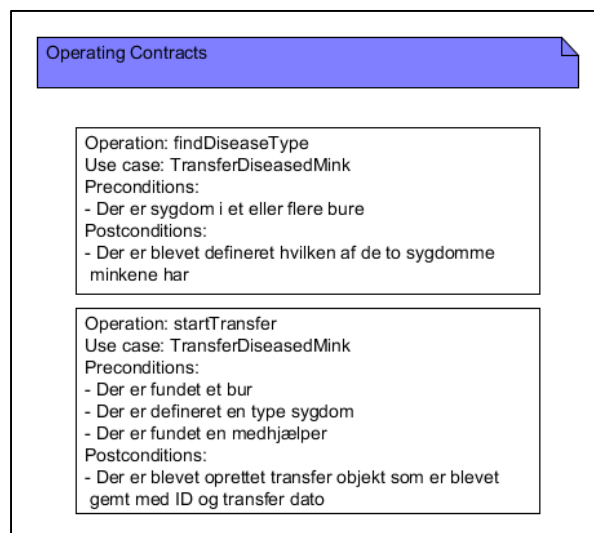 Operating Contracts
Operation: findDiseaseType
Use case: TransferDiseasedMink
Preconditions:
- Der er sygdom i et eller flere bure
Postconditions:
- Der er blevet defineret hvilken af de to sygdomme
minkene har
Operation: startTransfer
Use case: TransferDiseasedMink
Preconditions:
- Der er fundet et bur
- Der er defineret en type sygdom
- Der er fundet en medhjælper
Postconditions:
- Der er blevet oprettet transfer objekt som er blevet
gemt med ID og transfer dato